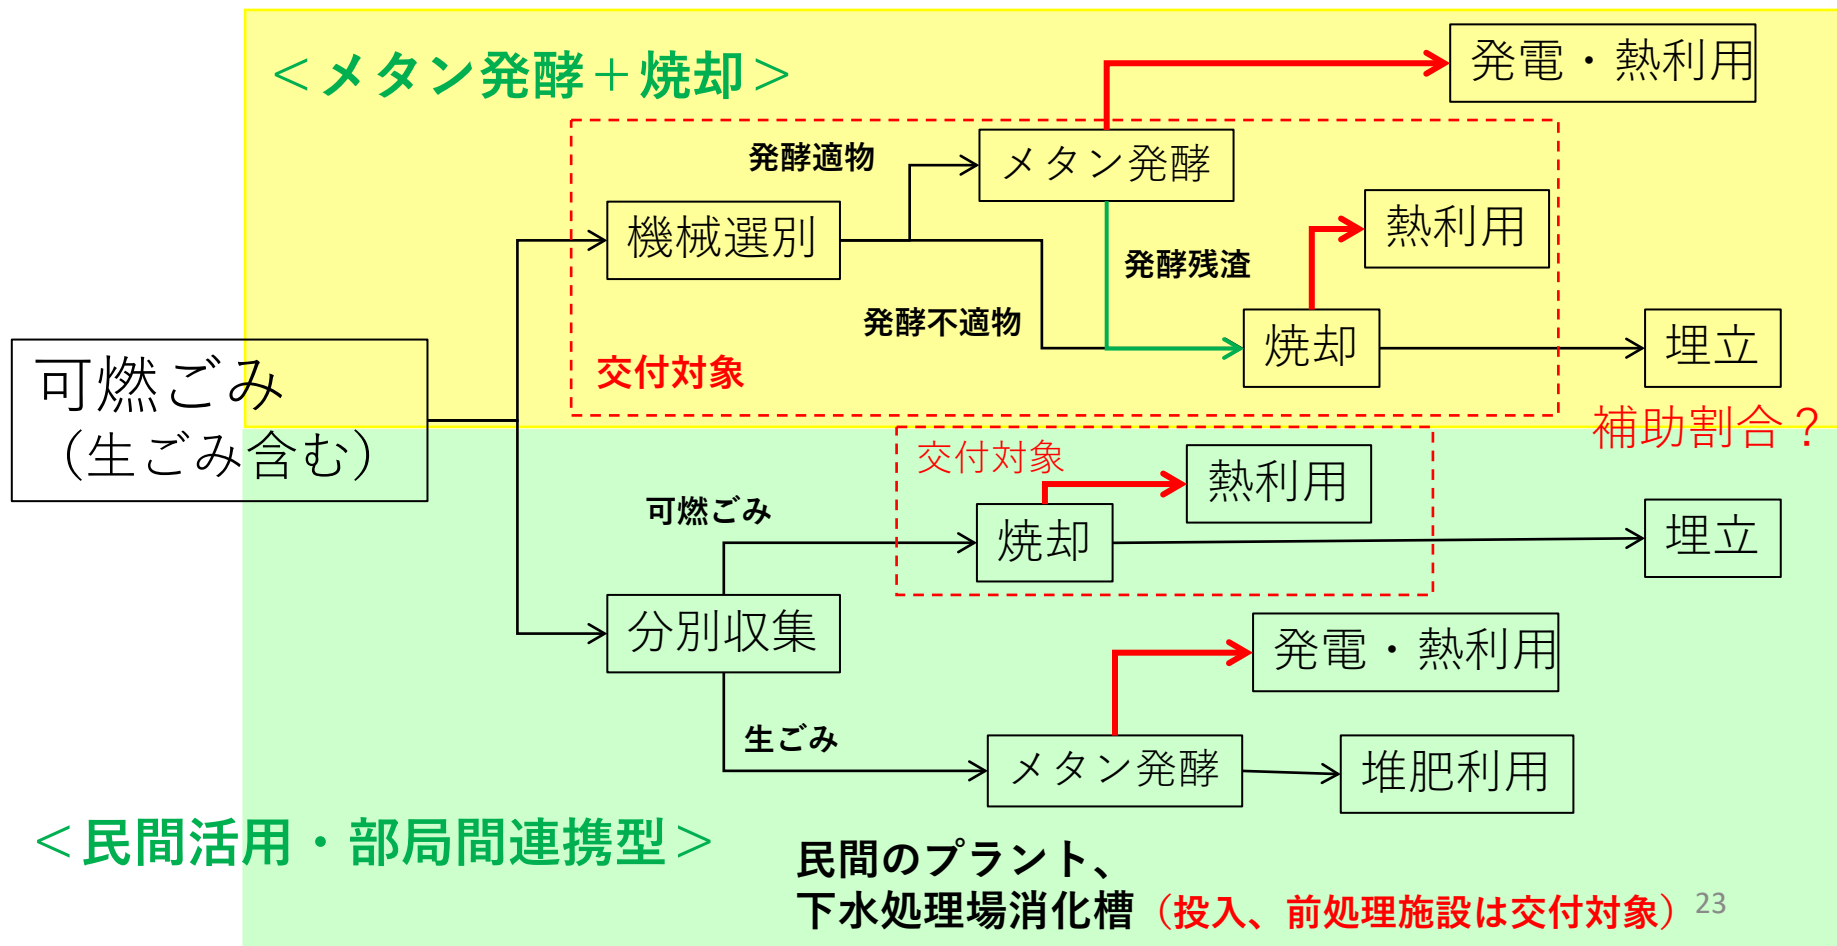 ＜メタン発酵＋焼却＞
発電・熱利用
発酵適物
メタン発酵
機械選別
熱利用
発酵残渣
発酵不適物
焼却
埋立
交付対象
可燃ごみ
（生ごみ含む）
補助割合？
交付対象
熱利用
可燃ごみ
焼却
埋立
分別収集
発電・熱利用
生ごみ
メタン発酵
堆肥利用
＜民間活用・部局間連携型＞
民間のプラント、
下水処理場消化槽（投入、前処理施設は交付対象）
23